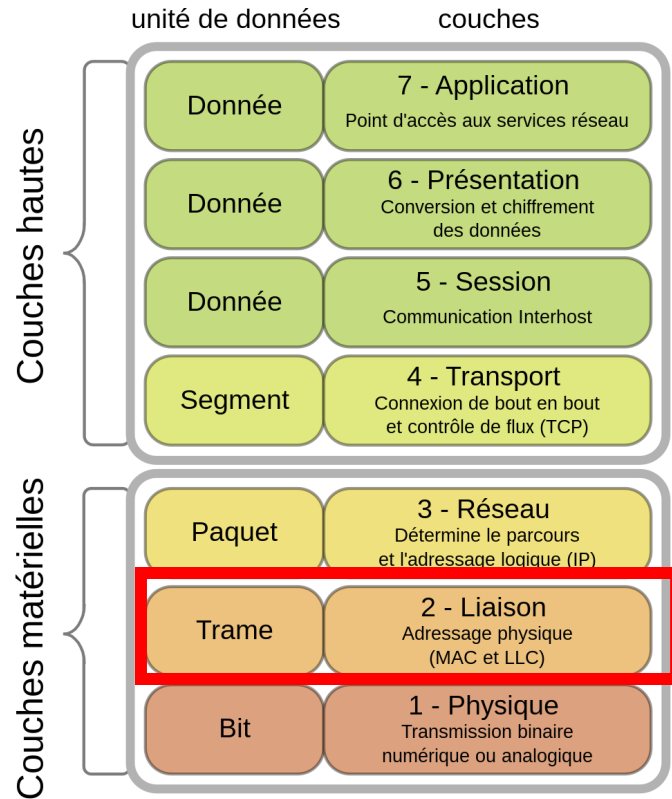 unité de données
couches
Couches hautes
Donnée
7 - Application
Point d'accès aux services réseau
Donnée
6 - Présentation
Conversion et chiffrement
des données
Donnée
5 - Session
Communication Interhost
Segment
4 - Transport
Connexion de bout en bout
et contrôle de flux (TCP)
Couches matérielles
Paquet
3 - Réseau
Détermine le parcours
et l'adressage logique (IP)
Trame
2 - Liaison
Adressage physique
(MAC et LLC)
Bit
1 - Physique
Transmission binaire
numérique ou analogique